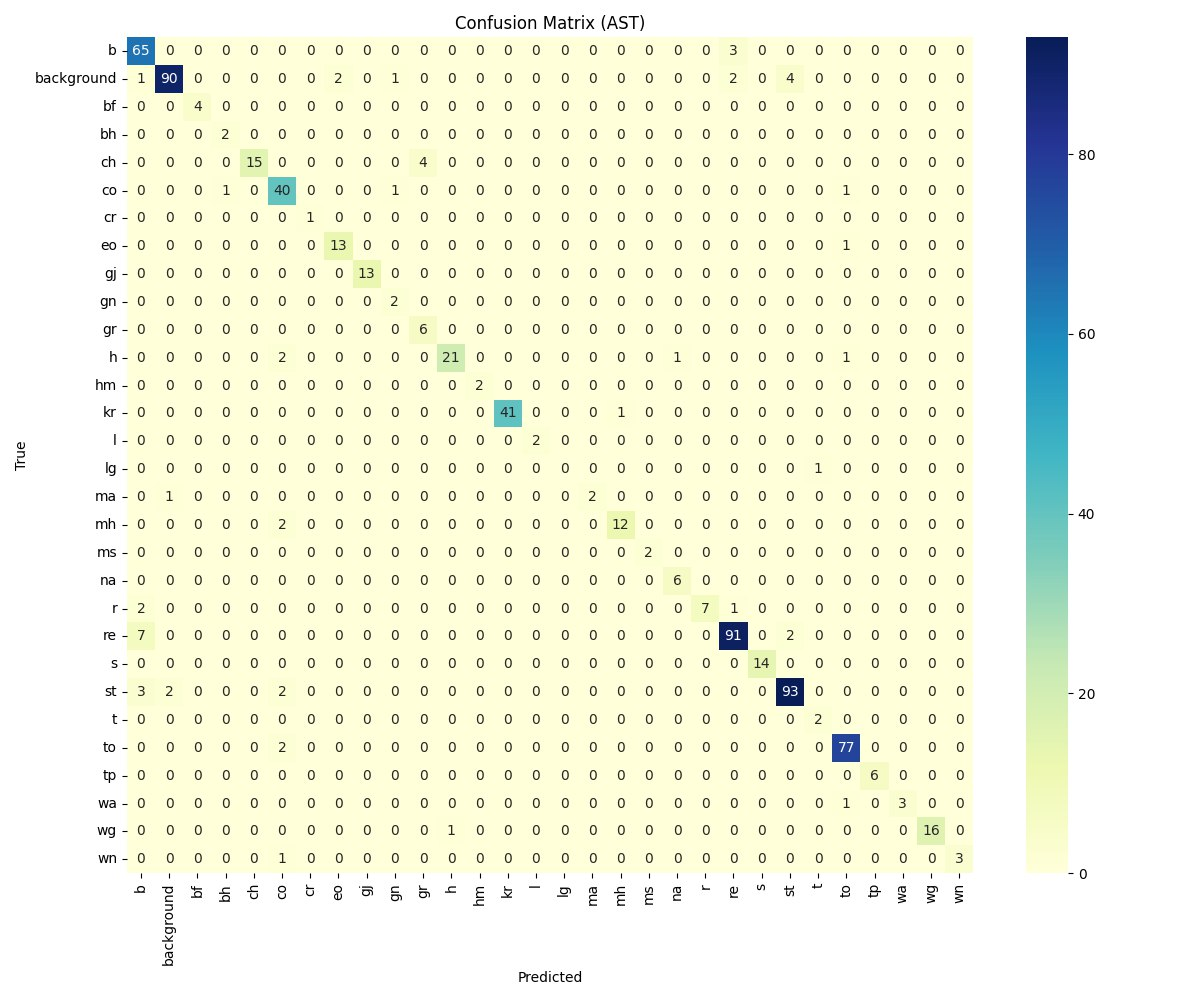 Confusion Matrix (AST)
b 65 0 0 0 0 0 0 0 0 0 0 0 0 0 0 0 0 0 0 0 0 3 0 0 0 0 0 0 0 0
background 1 90 0 0 0 0 0 2 0 1 0 0 0 0 0 0 0 0 0 0 0 2 0 4 0 0 0 0 0 0
bf 0 0 4 0 0 0 0 0 0 0 0 0 0 0 0 0 0 0 0 0 0 0 0 0 0 0 0 0 0 0
bh 0 0 0 2 0 0 0 0 0 0 0 0 0 0 0 0 0 0 0 0 0 0 0 0 0 0 0 0 0 0
ch 0 0 0 0 15 0 0 0 0 0 4 0 0 0 0 0 0 0 0 0 0 0 0 0 0 0 0 0 0 0
co 0 0 0 1 0 40 0 0 0 1 0 0 0 0 0 0 0 0 0 0 0 0 0 0 0 1 0 0 0 0
cr 0 0 0 0 0 0 1 0 0 0 0 0 0 0 0 0 0 0 0 0 0 0 0 0 0 0 0 0 0 0
eo 0 0 0 0 0 0 0 13 0 0 0 0 0 0 0 0 0 0 0 0 0 0 0 0 0 1 0 0 0 0
gj 0 0 0 0 0 0 0 0 13 0 0 0 0 0 0 0 0 0 0 0 0 0 0 0 0 0 0 0 0 0
gn 0 0 0 0 0 0 0 0 0 2 0 0 0 0 0 0 0 0 0 0 0 0 0 0 0 0 0 0 0 0
gr 0 0 0 0 0 0 0 0 0 0 6 0 0 0 0 0 0 0 0 0 0 0 0 0 0 0 0 0 0 0
h 0 0 0 0 0 2 0 0 0 0 0 21 0 0 0 0 0 0 0 1 0 0 0 0 0 1 0 0 0 0
hm 0 0 0 0 0 0 0 0 0 0 0 0 2 0 0 0 0 0 0 0 0 0 0 0 0 0 0 0 0 0
kr 0 0 0 0 0 0 0 0 0 0 0 0 0 41 0 0 0 1 0 0 0 0 0 0 0 0 0 0 0 0
l 0 0 0 0 0 0 0 0 0 0 0 0 0 0 2 0 0 0 0 0 0 0 0 0 0 0 0 0 0 0
lg 0 0 0 0 0 0 0 0 0 0 0 0 0 0 0 0 0 0 0 0 0 0 0 0 1 0 0 0 0 0
ma 0 1 0 0 0 0 0 0 0 0 0 0 0 0 0 0 2 0 0 0 0 0 0 0 0 0 0 0 0 0
mh 0 0 0 0 0 2 0 0 0 0 0 0 0 0 0 0 0 12 0 0 0 0 0 0 0 0 0 0 0 0
ms 0 0 0 0 0 0 0 0 0 0 0 0 0 0 0 0 0 0 2 0 0 0 0 0 0 0 0 0 0 0
na 0 0 0 0 0 0 0 0 0 0 0 0 0 0 0 0 0 0 0 6 0 0 0 0 0 0 0 0 0 0
r 2 0 0 0 0 0 0 0 0 0 0 0 0 0 0 0 0 0 0 0 7 1 0 0 0 0 0 0 0 0
re 7 0 0 0 0 0 0 0 0 0 0 0 0 0 0 0 0 0 0 0 0 91 0 2 0 0 0 0 0 0
s 0 0 0 0 0 0 0 0 0 0 0 0 0 0 0 0 0 0 0 0 0 0 14 0 0 0 0 0 0 0
st 3 2 0 0 0 2 0 0 0 0 0 0 0 0 0 0 0 0 0 0 0 0 0 93 0 0 0 0 0 0
t 0 0 0 0 0 0 0 0 0 0 0 0 0 0 0 0 0 0 0 0 0 0 0 0 2 0 0 0 0 0
to 0 0 0 0 0 2 0 0 0 0 0 0 0 0 0 0 0 0 0 0 0 0 0 0 0 77 0 0 0 0
tp 0 0 0 0 0 0 0 0 0 0 0 0 0 0 0 0 0 0 0 0 0 0 0 0 0 0 6 0 0 0
wa 0 0 0 0 0 0 0 0 0 0 0 0 0 0 0 0 0 0 0 0 0 0 0 0 0 1 0 3 0 0
wg 0 0 0 0 0 0 0 0 0 0 0 1 0 0 0 0 0 0 0 0 0 0 0 0 0 0 0 0 16 0
wn 0 0 0 0 0 1 0 0 0 0 0 0 0 0 0 0 0 0 0 0 0 0 0 0 0 0 0 0 0 3
b background bf bh ch co cr eo gj gn gr h hm kr l lg ma mh ms na r re s st t to tp wa wg wn
Predicted
True
80
60
40
20
0